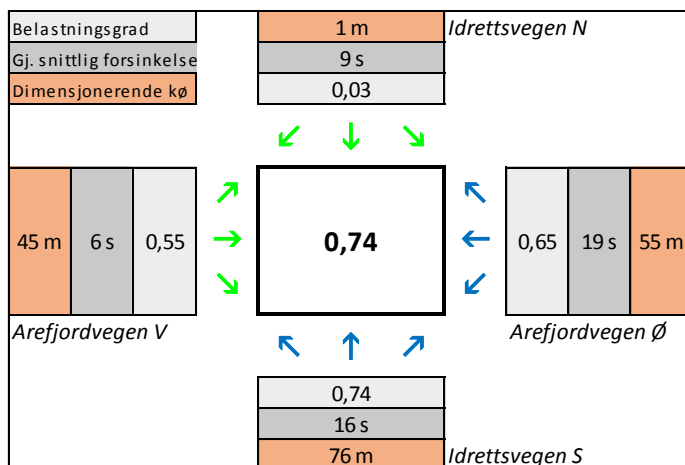 Belastningsgrad
Gj. snittlig forsinkelse
Dimensjonerende kø
1 m
Idrettsvegen N
9 s
0,03
45 m
6 s
0,55
0,74
0,65
19 s
55 m
Arefjordvegen V
Arefjordvegen Ø
0,74
16 s
76 m
Idrettsvegen S